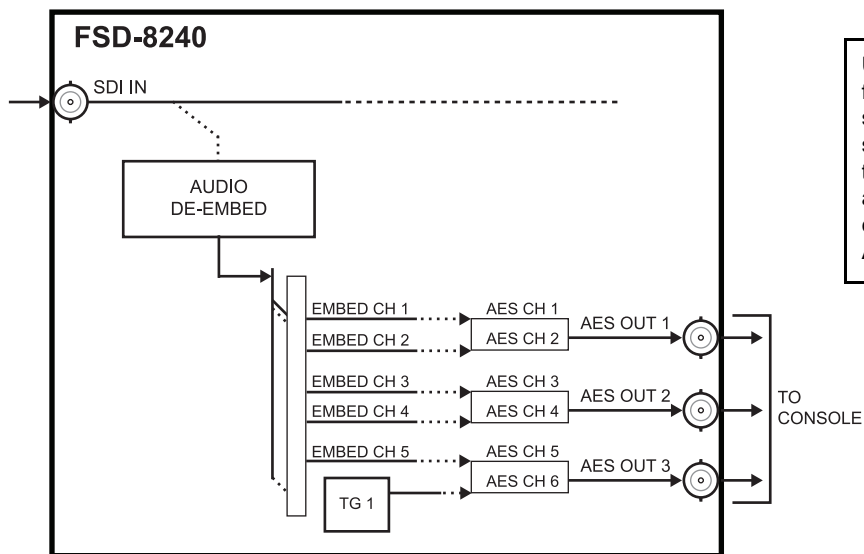 FSD-8240
SDI IN
AUDIO
DE-EMBED
EMBED CH 1
AES CH 1
AES OUT 1
EMBED CH 2
AES CH 2
EMBED CH 3
AES CH 3
AES OUT 2
EMBED CH 4
AES CH 4
EMBED CH 5
AES CH 5
AES OUT 3
TG 1
AES CH 6
TO
CONSOLE